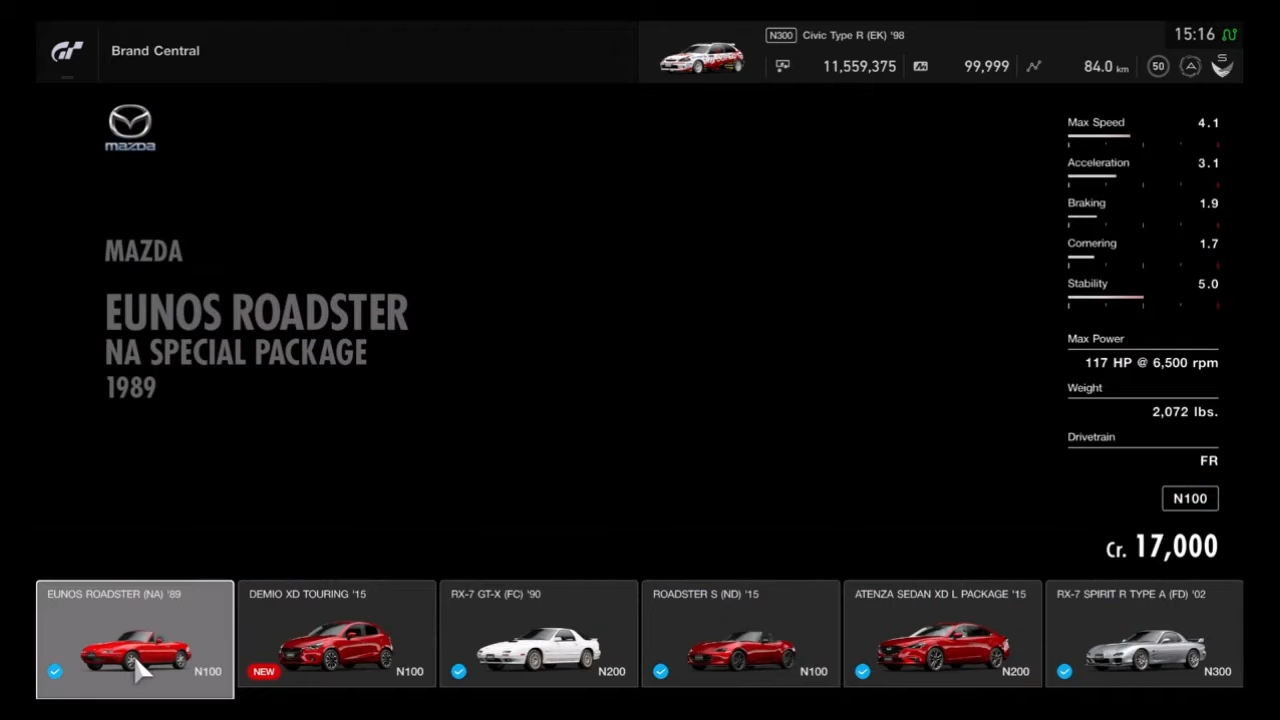 Brand Central
N300 Civic Type R (EK) '98
15:16
11,559,375
99,999
84.0 km
50
S
mazda
MAZDA
EUNOS ROADSTER
NA SPECIAL PACKAGE
1989
Max Speed 4.1
Acceleration 3.1
Braking 1.9
Cornering 1.7
Stability 5.0
Max Power
117 HP @ 6,500 rpm
Weight
2,072 lbs.
Drivetrain
FR
N100
Cr. 17,000
EUNOS ROADSTER (NA) '89
N100
DEMIO XD TOURING '15
NEW
N100
RX-7 GT-X (FC) '90
N200
ROADSTER S (ND) '15
N100
ATENZA SEDAN XD L PACKAGE '15
N200
RX-7 SPIRIT R TYPE A (FD) '02
N300